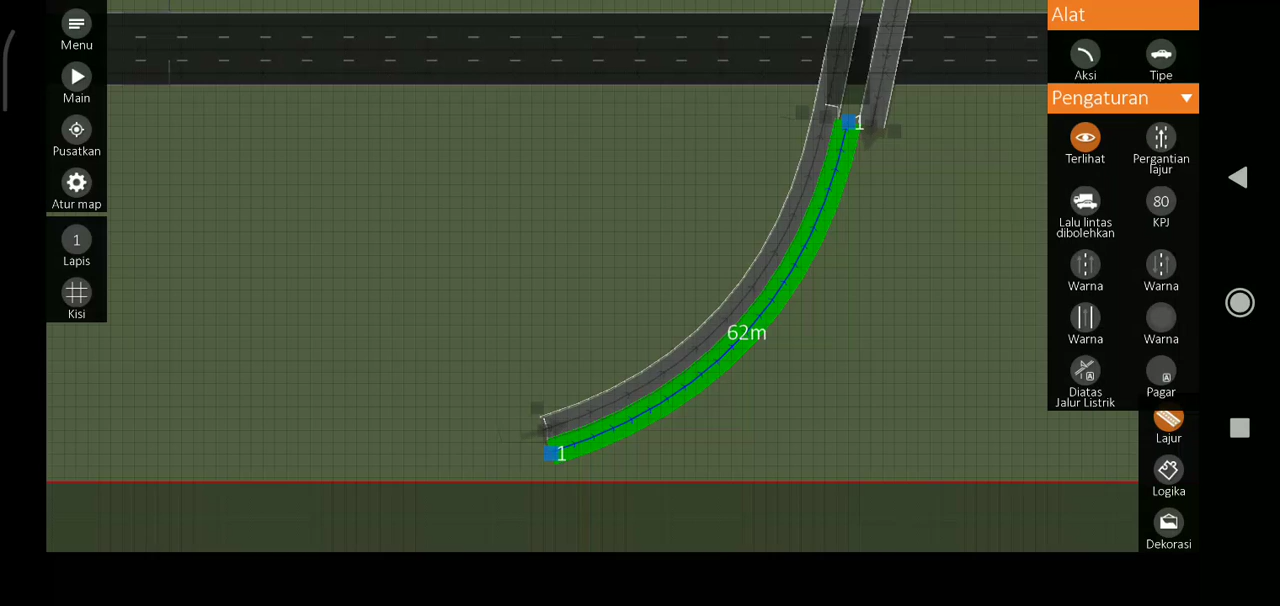 Menu
Main
Pusatkan
Atur map
1
Lapis
Kisi
1
62m
1
Alat
Aksi
Tipe
Pengaturan
Terlihat
Pergantian
lajur
Lalu lintas
dibolehkan
80
KPJ
Warna
Warna
Warna
Warna
A
Diatas
Jalur Listrik
A
Pagar
Lajur
Logika
Dekorasi